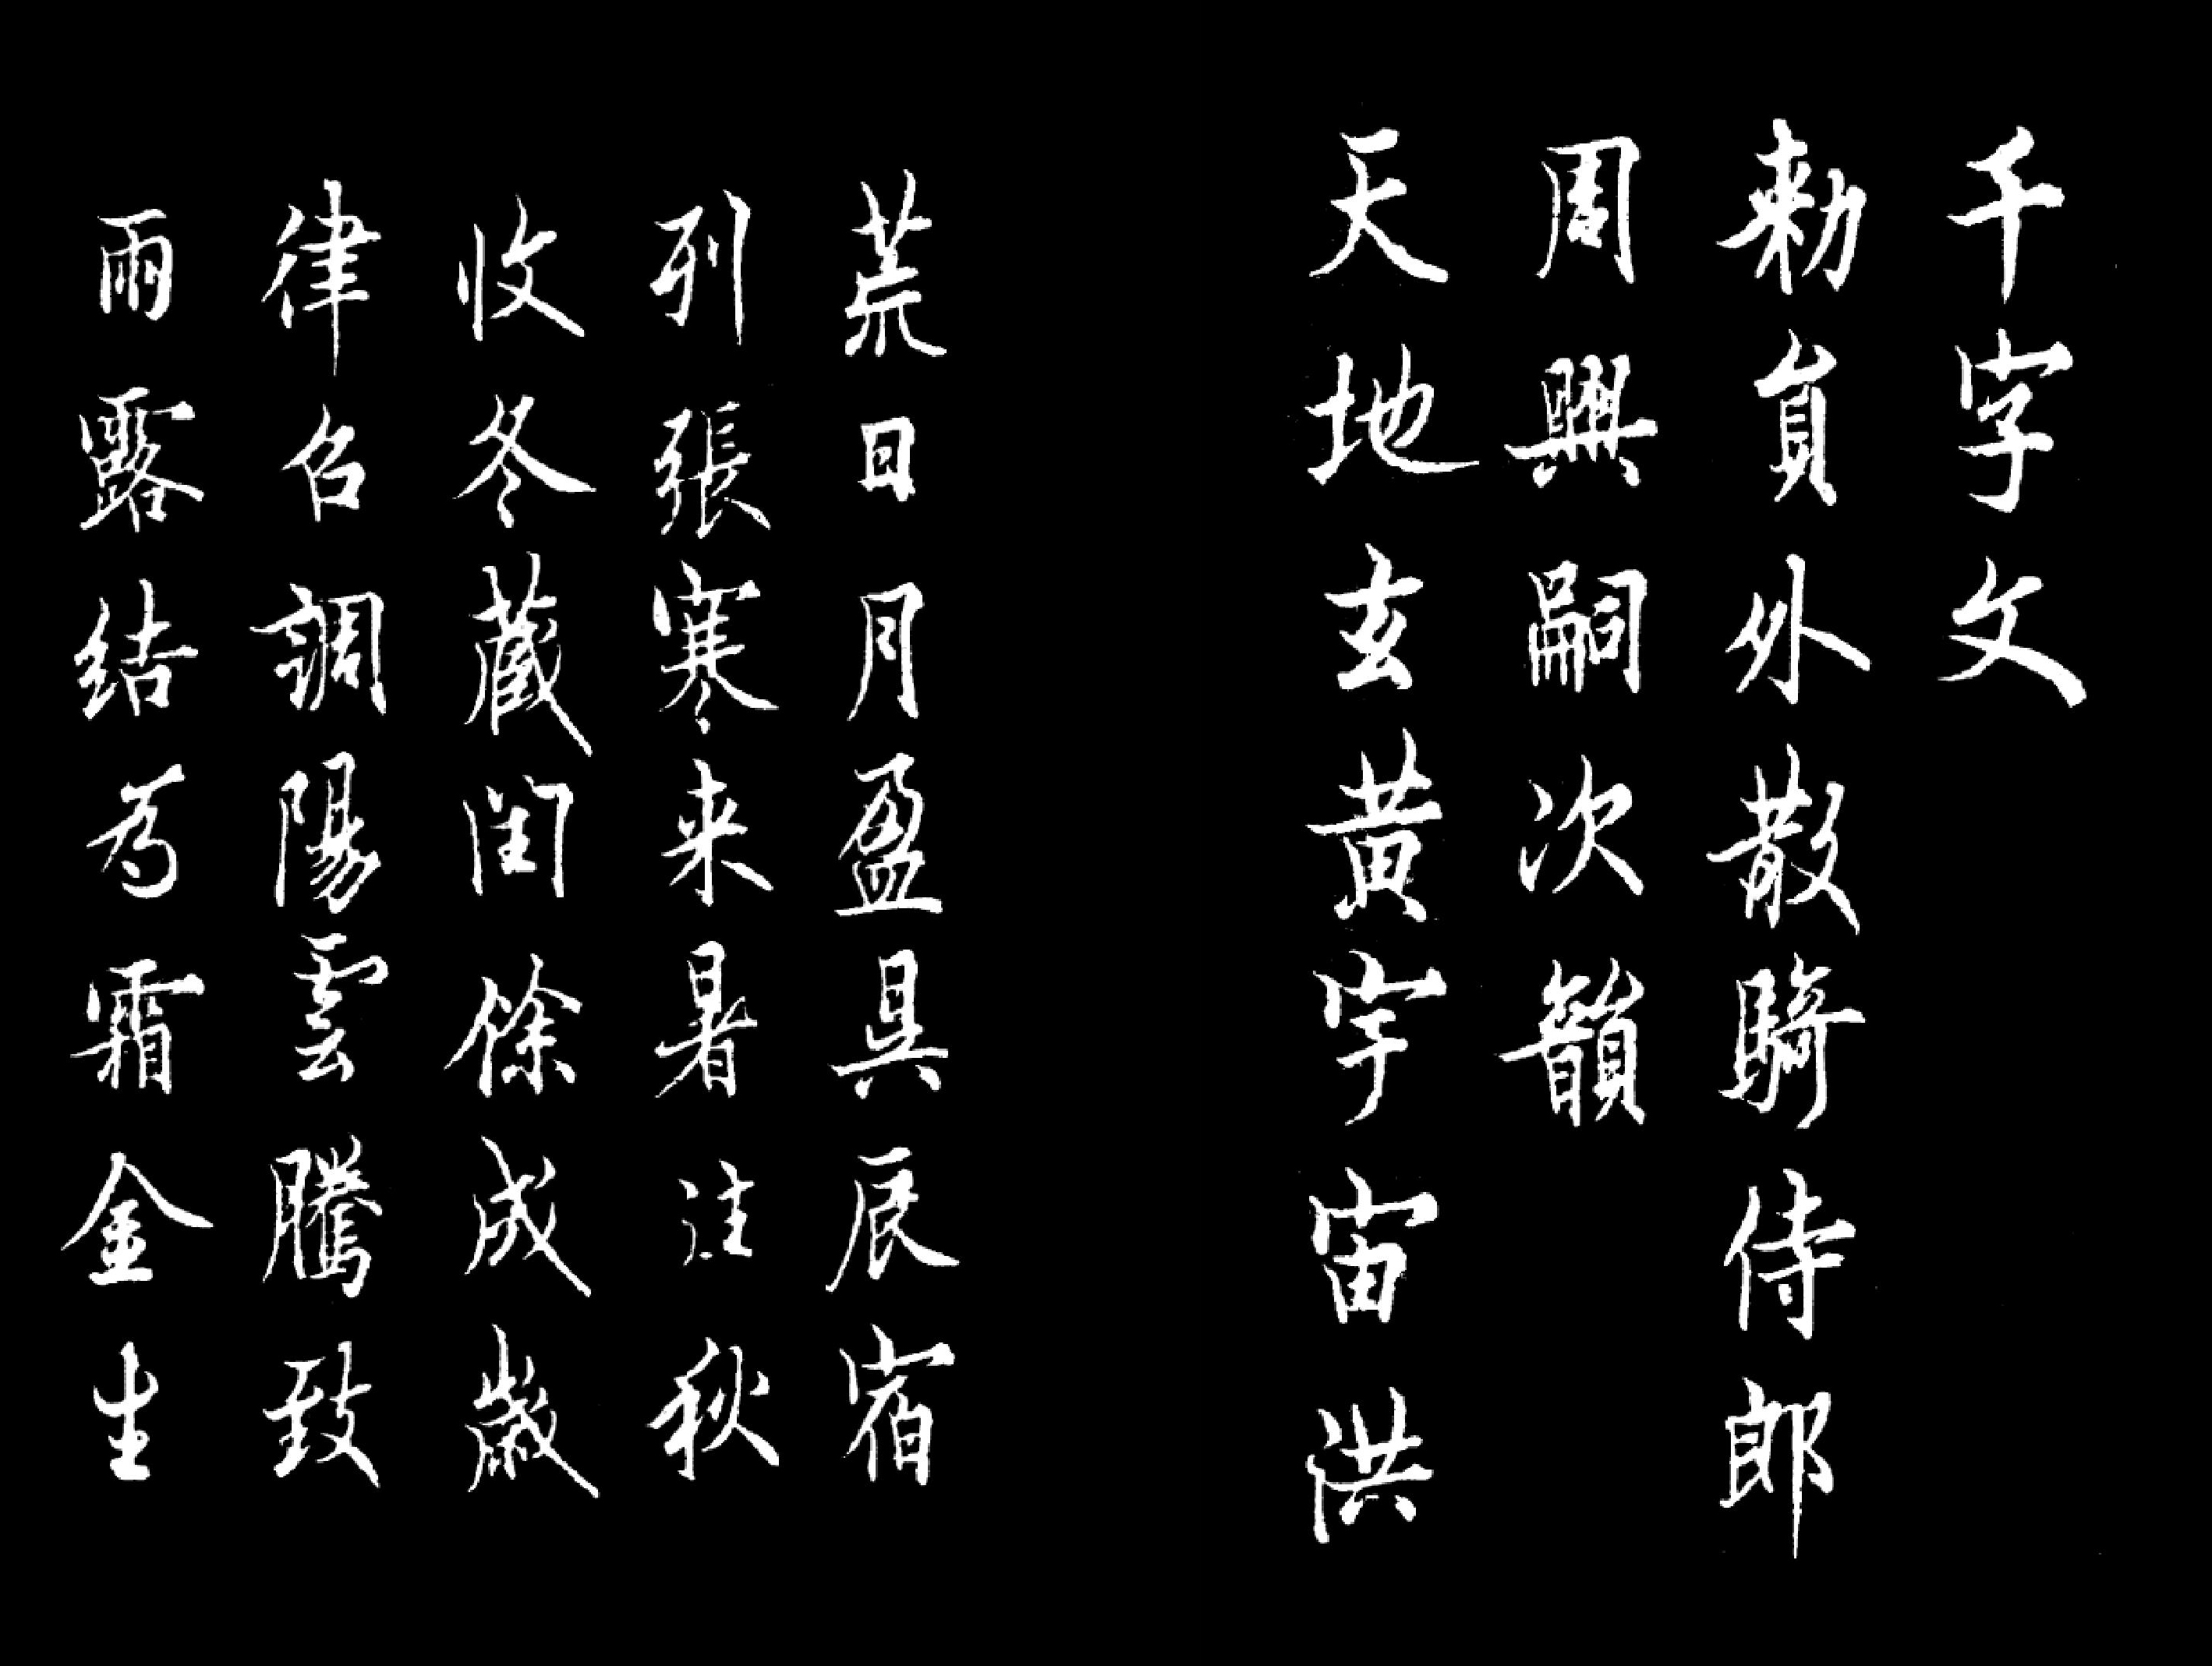 千字文
勅員外散騎侍郎
周興嗣次韻
天地玄黄宇宙洪
荒日月盈昃辰宿
列張寒来暑往秋
收冬藏閏餘成歲
律召調陽雲騰致
雨露結為霜金生